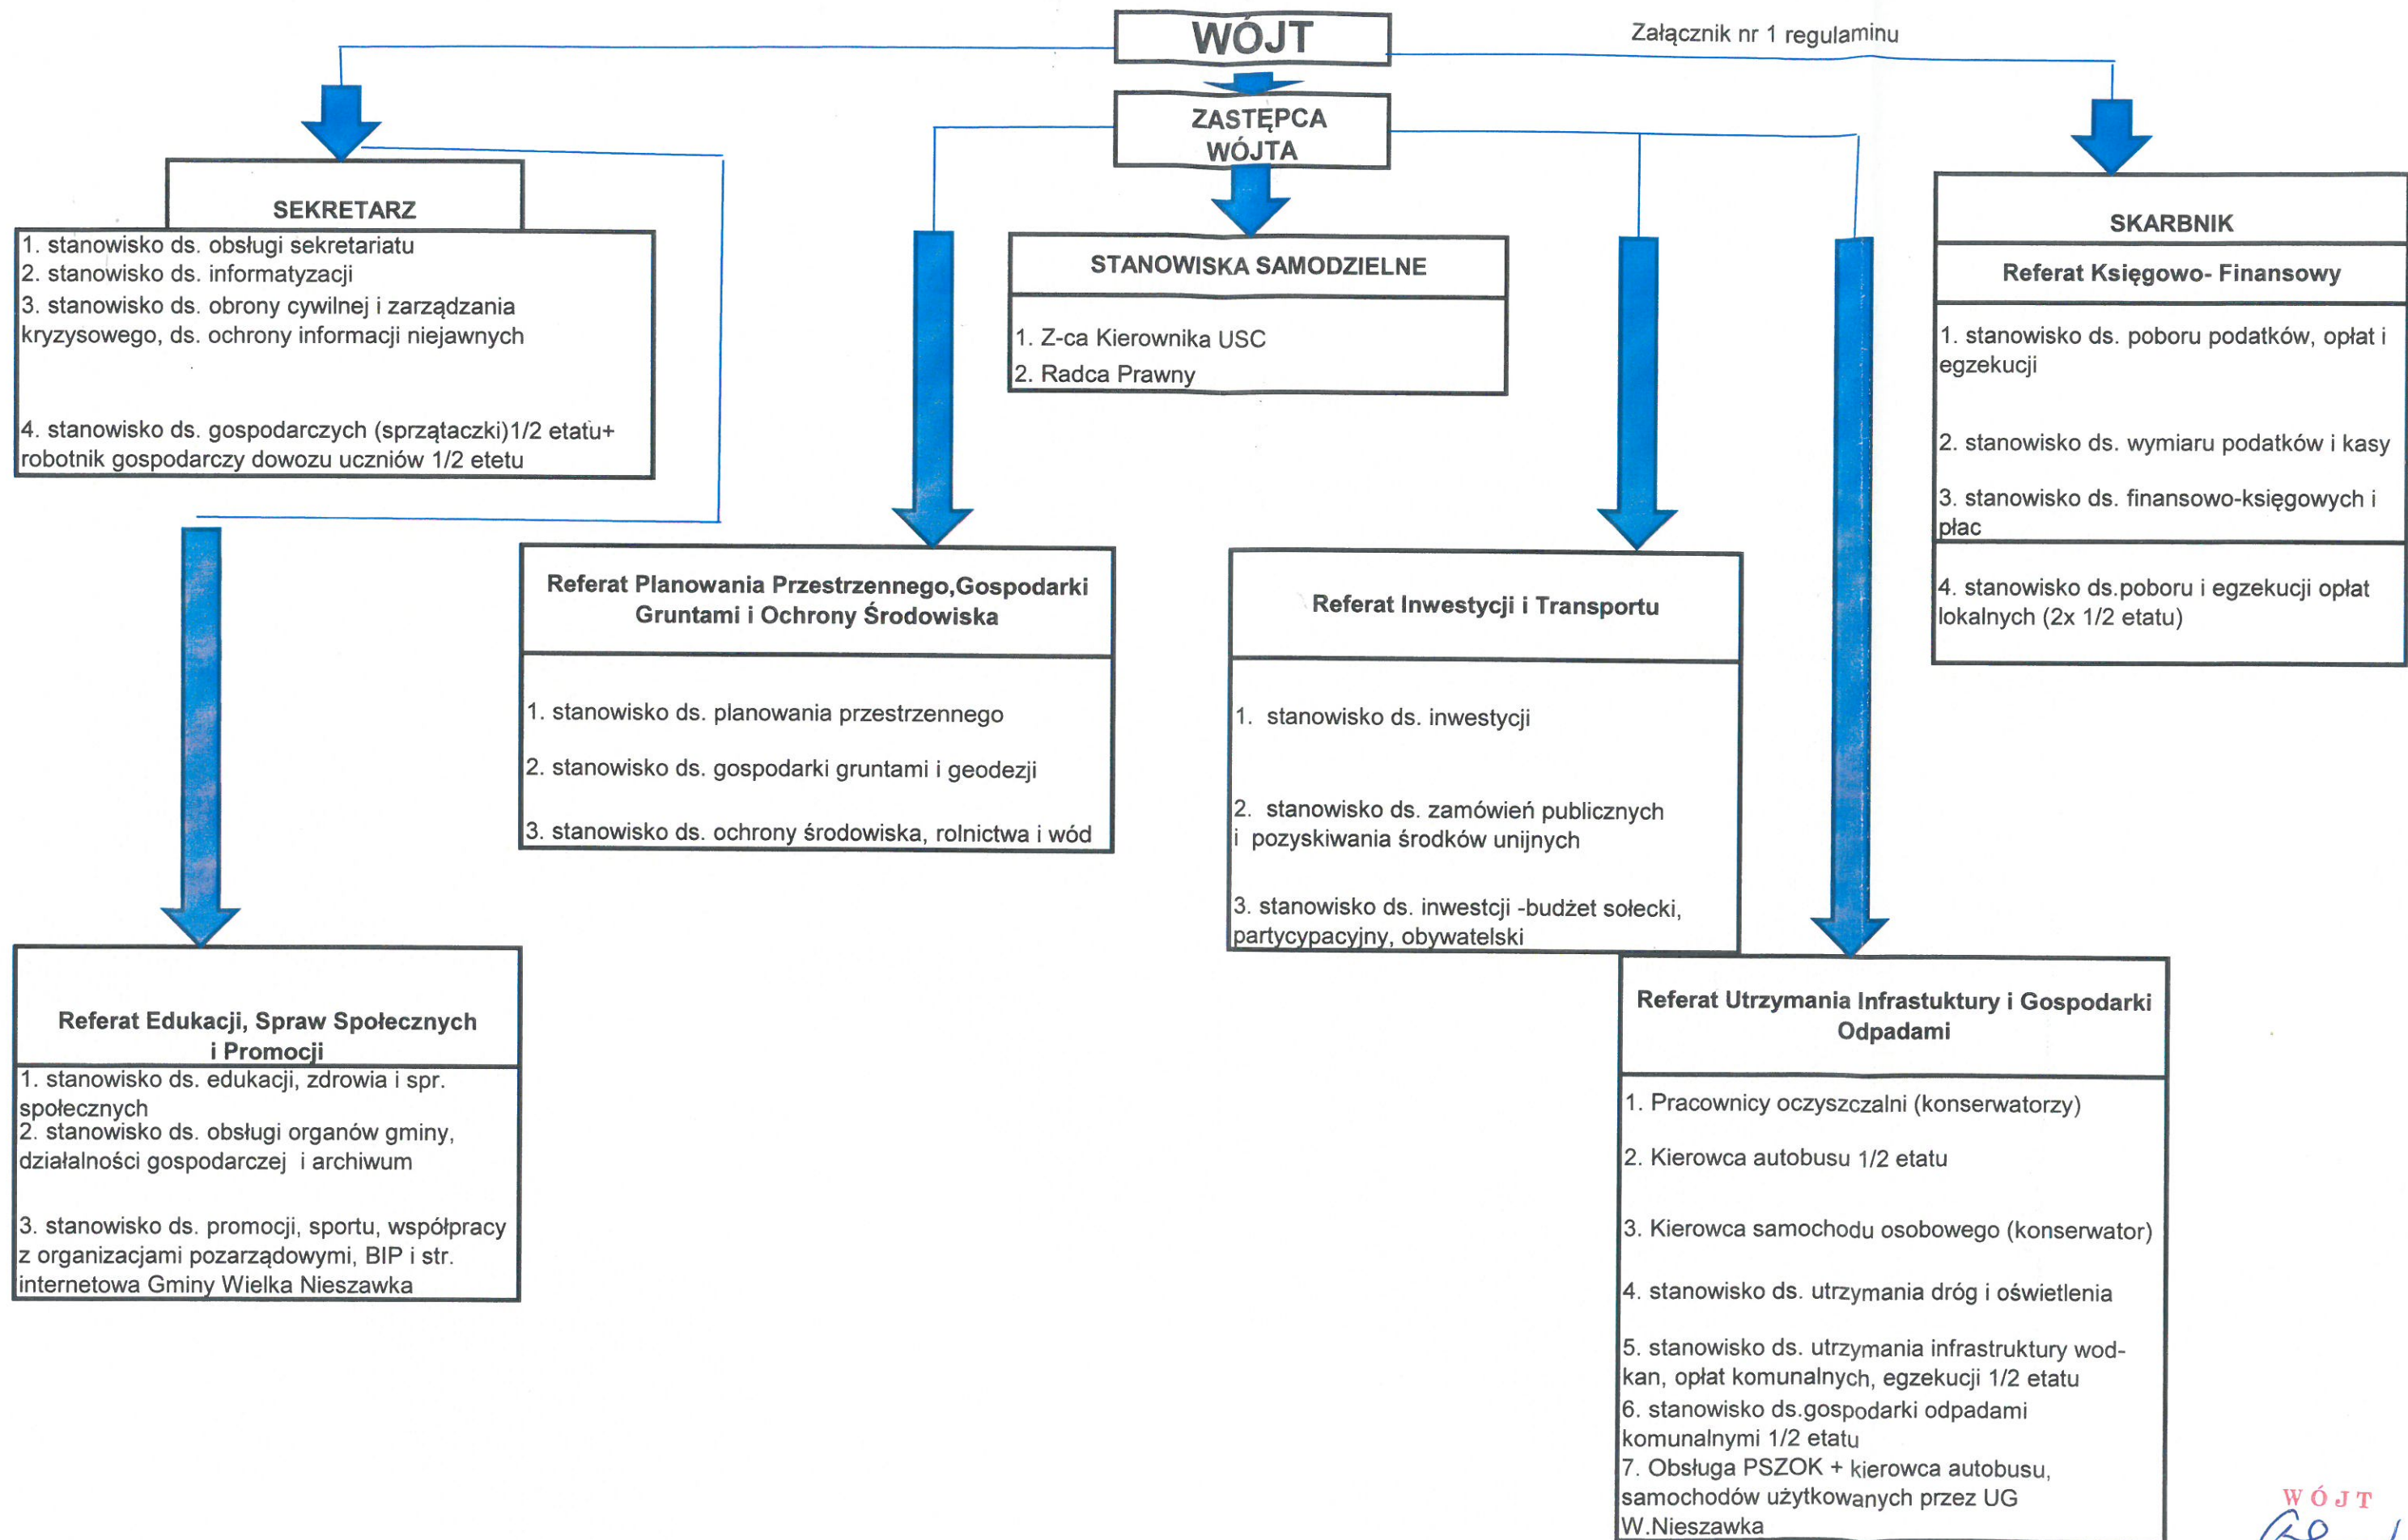 WÓJT
Załącznik nr 1 regulaminu
ZASTĘPCA
WÓJTA
SEKRETARZ
1. stanowisko ds. obsługi sekretariatu
2. stanowisko ds. informatyzacji
3. stanowisko ds. obrony cywilnej i zarządzania
kryzysowego, ds. ochrony informacji niejawnych
4. stanowisko ds. gospodarczych (sprzątaczki)1/2 etatu+
robotnik gospodarczy dowozu uczniów 1/2 etetu
STANOWISKA SAMODZIELNE
1. Z-ca Kierownika USC
2. Radca Prawny
SKARBNIK
Referat Księgowo- Finansowy
1. stanowisko ds. poboru podatków, opłat i
egzekucji
2. stanowisko ds. wymiaru podatków i kasy
3. stanowisko ds. finansowo-księgowych i
płac
4. stanowisko ds.poboru i egzekucji opłat
lokalnych (2x 1/2 etatu)
Referat Planowania Przestrzennego,Gospodarki
Gruntami i Ochrony Środowiska
1. stanowisko ds. planowania przestrzennego
2. stanowisko ds. gospodarki gruntami i geodezji
3. stanowisko ds. ochrony środowiska, rolnictwa i wód
Referat Inwestycji i Transportu
1. stanowisko ds. inwestycji
2. stanowisko ds. zamówień publicznych
i pozyskiwania środków unijnych
3. stanowisko ds. inwestcji -budżet sołecki,
partycypacyjny, obywatelski
Referat Edukacji, Spraw Społecznych
i Promocji
1. stanowisko ds. edukacji, zdrowia i spr.
społecznych
2. stanowisko ds. obsługi organów gminy,
działalności gospodarczej i archiwum
3. stanowisko ds. promocji, sportu, współpracy
z organizacjami pozarządowymi, BIP i str.
internetowa Gminy Wielka Nieszawka
Referat Utrzymania Infrastuktury i Gospodarki
Odpadami
1. Pracownicy oczyszczalni (konserwatorzy)
2. Kierowca autobusu 1/2 etatu
3. Kierowca samochodu osobowego (konserwator)
4. stanowisko ds. utrzymania dróg i oświetlenia
5. stanowisko ds. utrzymania infrastruktury wod-
kan, opłat komunalnych, egzekucji 1/2 etatu
6. stanowisko ds.gospodarki odpadami
komunalnymi 1/2 etatu
7. Obsługa PSZOK + kierowca autobusu,
samochodów użytkowanych przez UG
W.Nieszawka
WÓJT